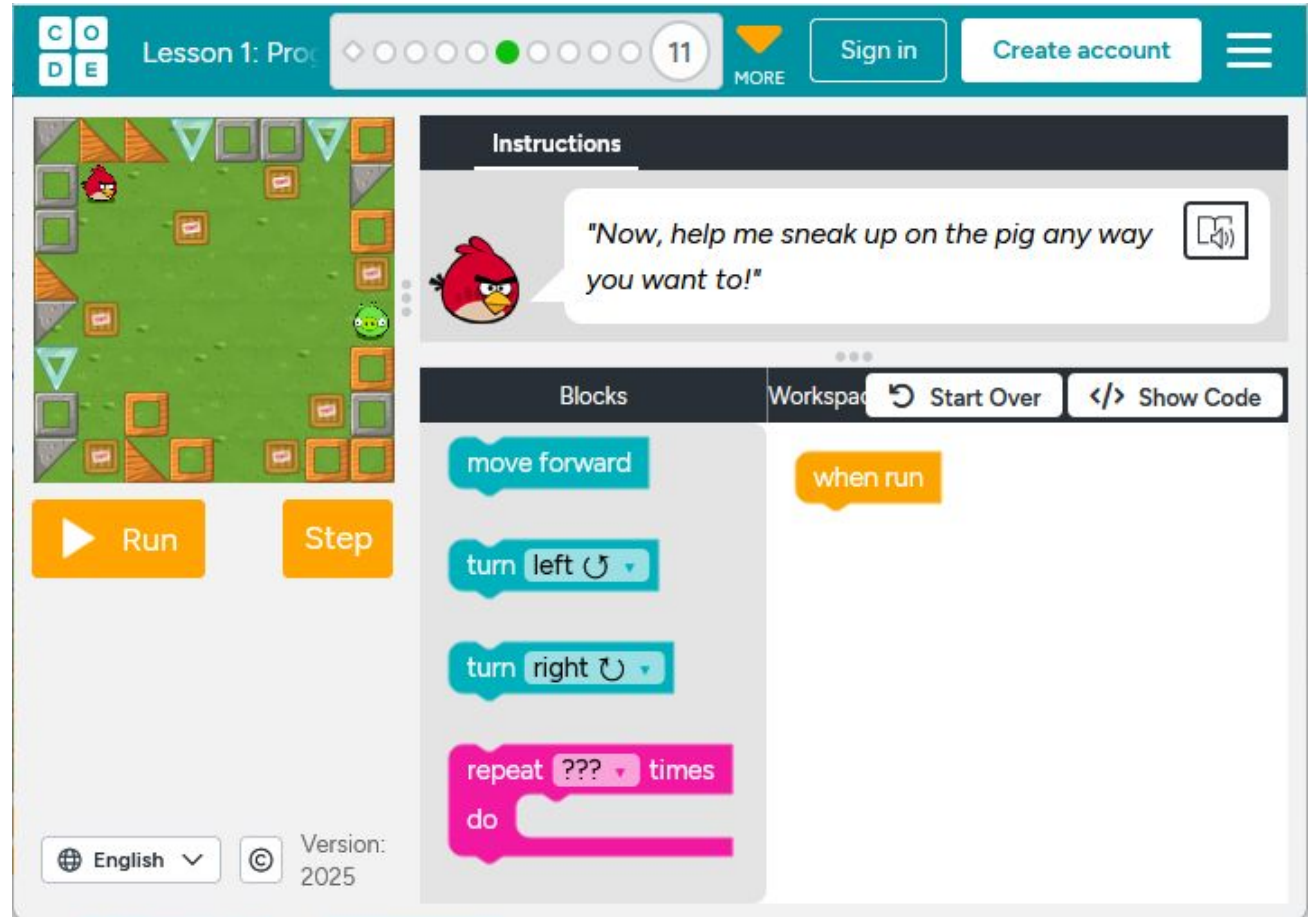 C O
D E
Lesson 1: Pro
11
MORE
Sign in
Create account
Instructions
"Now, help me sneak up on the pig any way
you want to!"
Blocks
Workspac
Start Over
</> Show Code
move forward
when run
turn left
turn right
repeat ??? times
do
Run
Step
English
©
Version:
2025